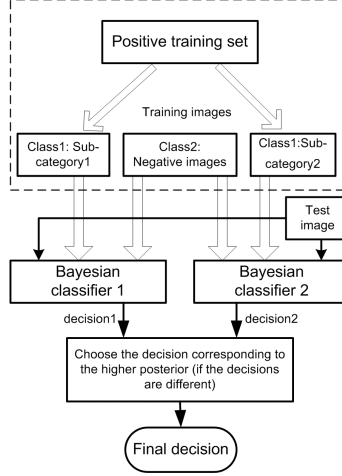 Positive training set
Training images
Class1: Sub-
category1
Class2:
Negative images
Class1:Sub-
category2
Test
image
Bayesian
classifier 1
Bayesian
classifier 2
decision1
decision2
Choose the decision corresponding to
the higher posterior (if the decisions
are different)
Final decision